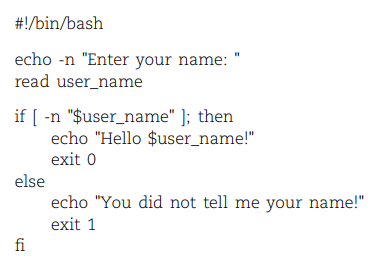 #!/bin/bash
echo -n "Enter your name: "
read user_name
if [ -n "$user_name" ]; then
echo "Hello $user_name!"
exit 0
else
echo "You did not tell me your name!"
exit 1
fi